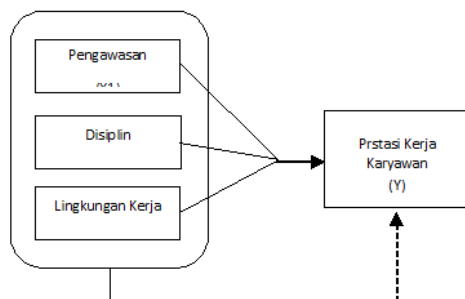 Pengawasan
Disiplin
Lingkungan Kerja
Prstasi Kerja
Karyawan
(Y)